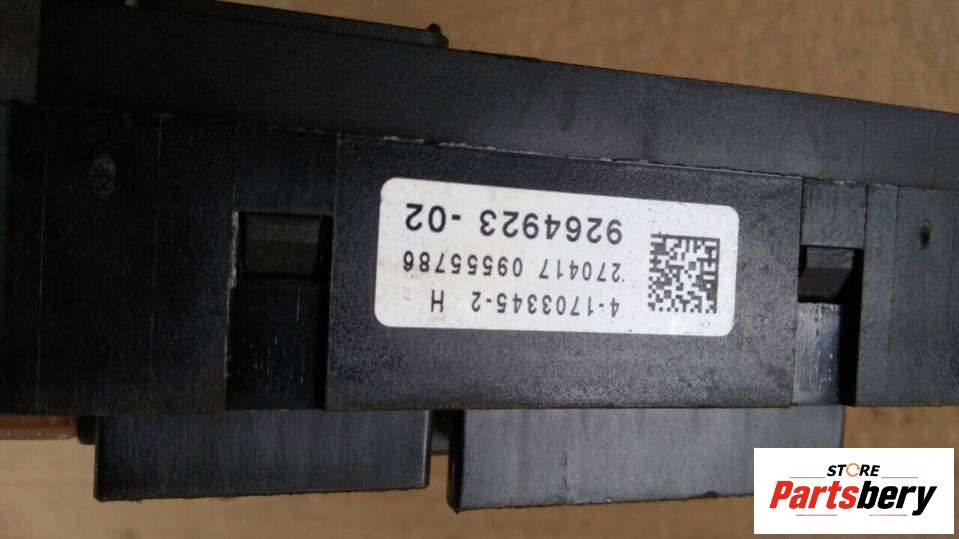 4-1703345-2 H
270417 09555786
9264923 -02
STORE
Partsbery